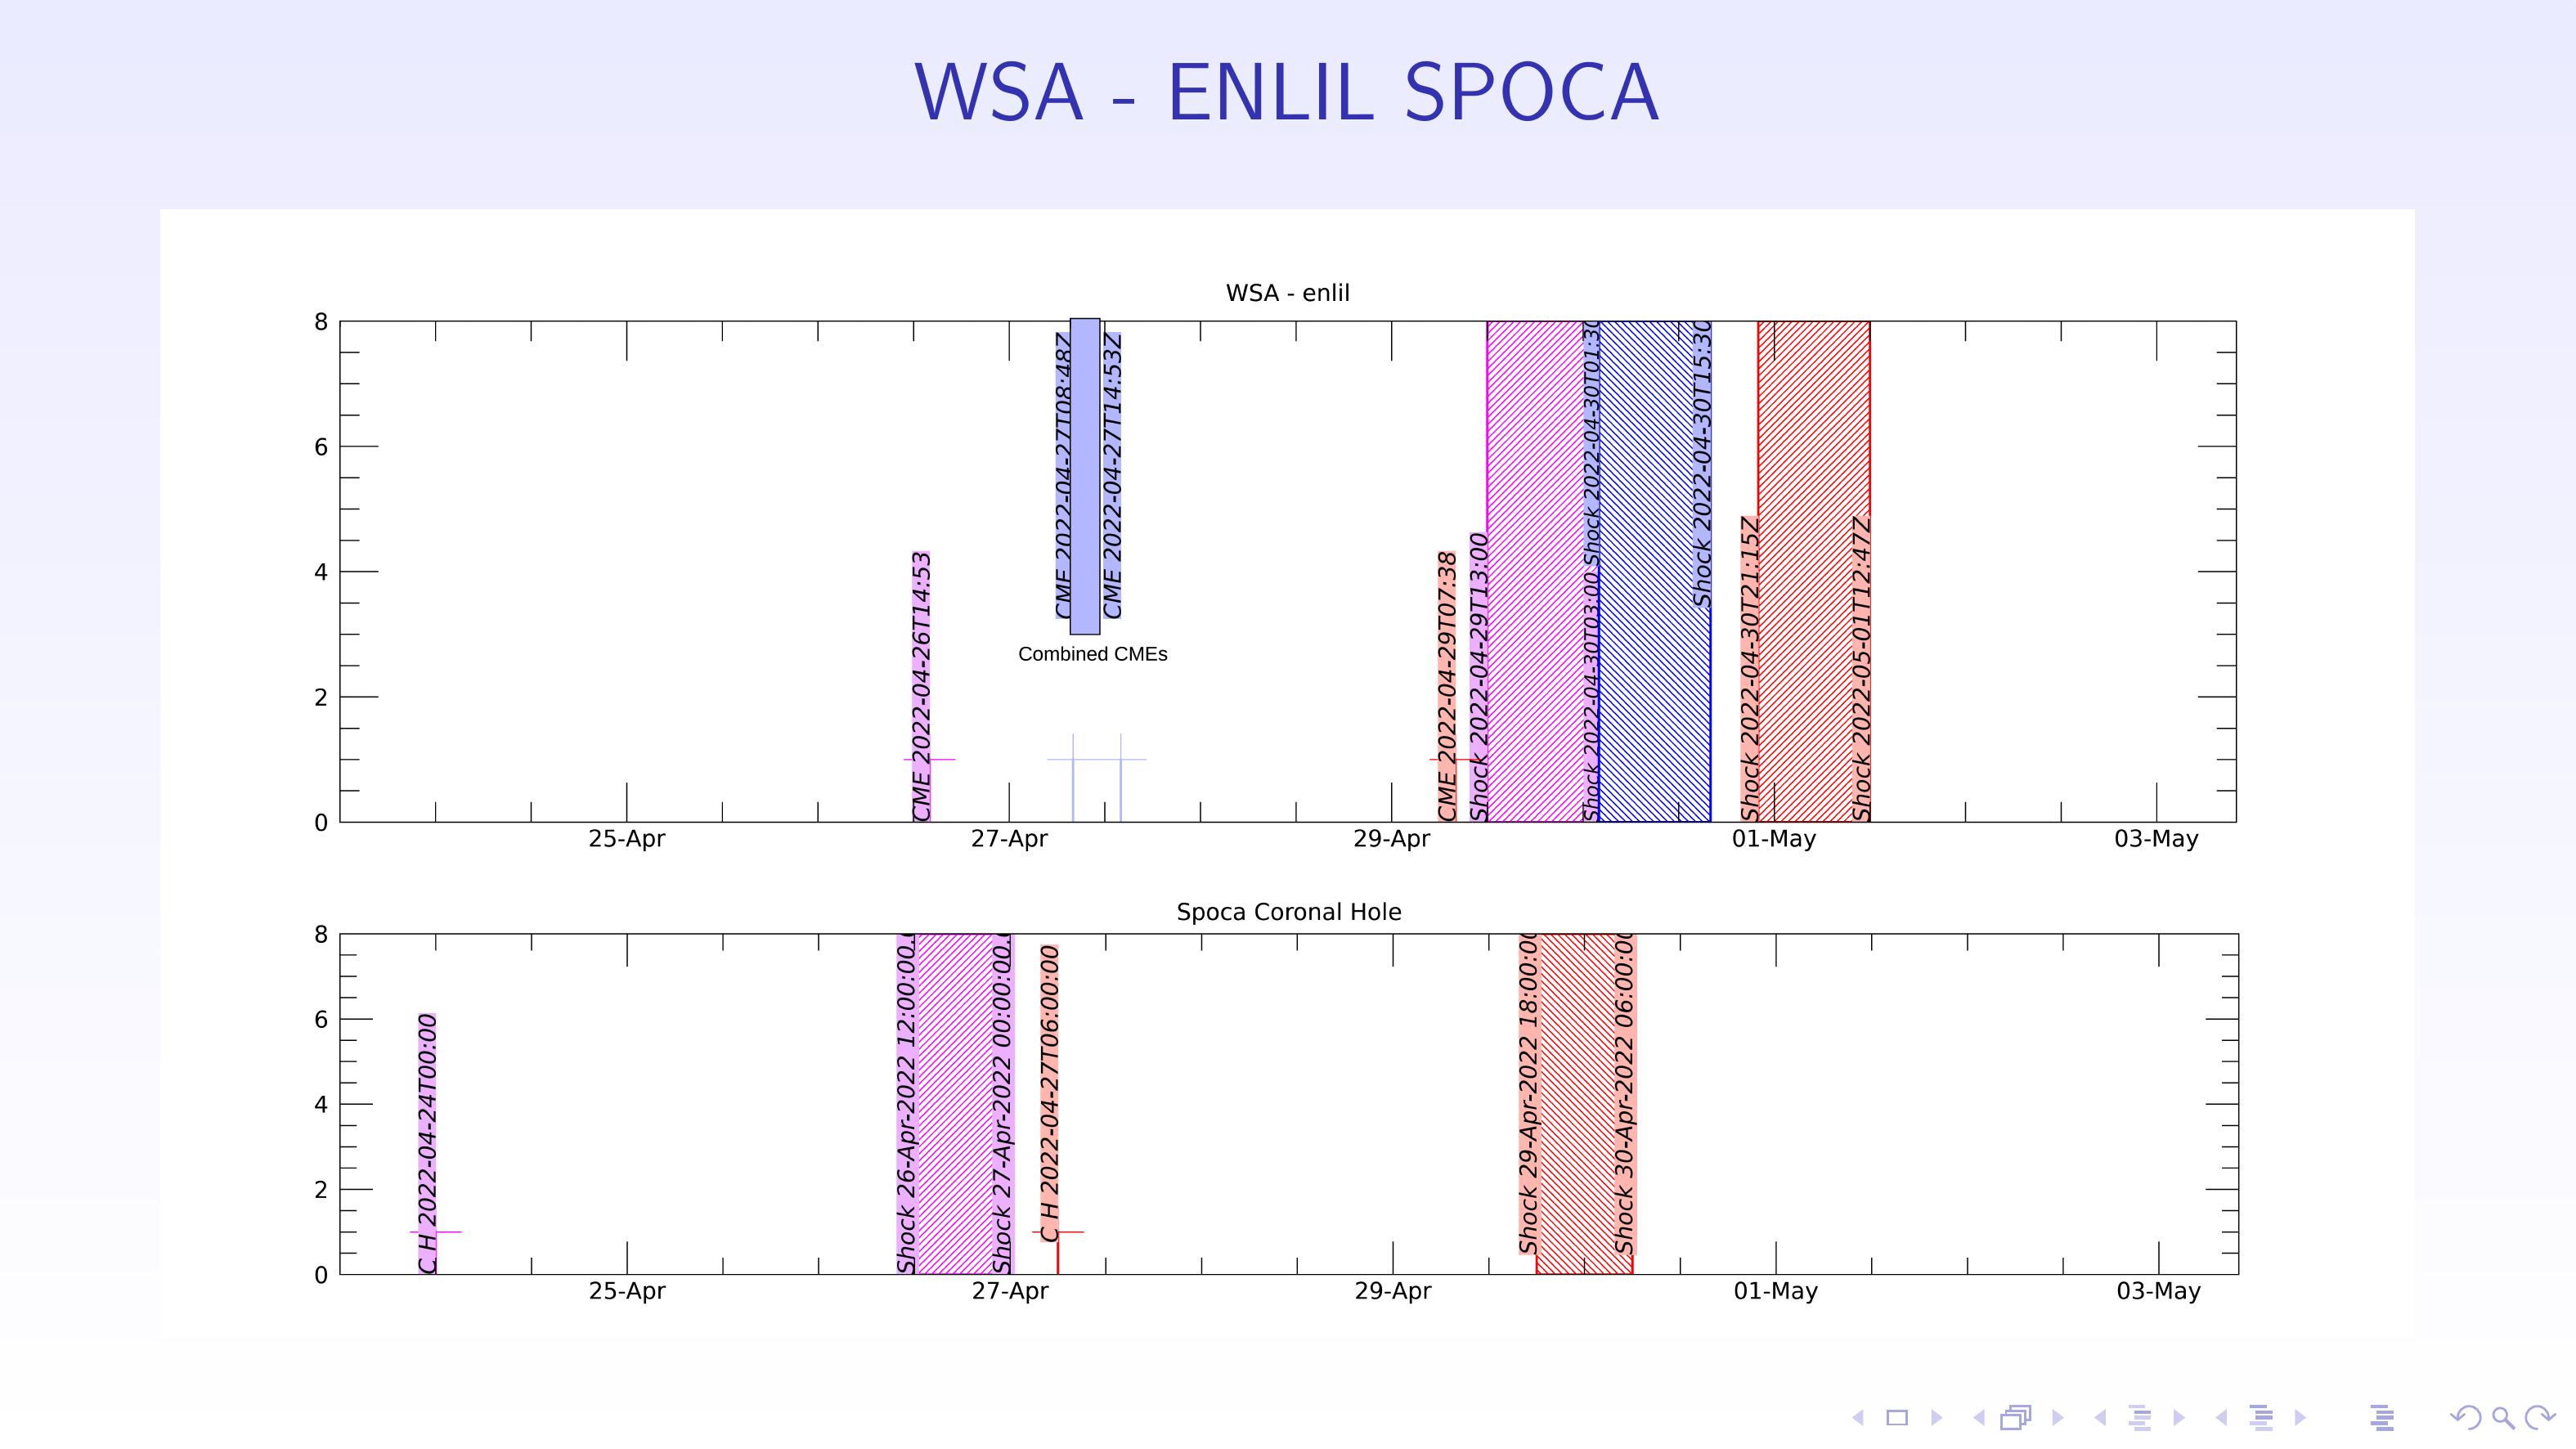 WSA - ENLIL SPOCA
WSA - enlil
8
6
4
2
0
CME 2022-04-26T14:53
CME 2022-04-27T08:48Z
CME 2022-04-27T14:53Z
Combined CMEs
CME 2022-04-29T07:38
Shock 2022-04-29T13:00
Shock 2022-04-30T03:00
Shock 2022-04-30T01:30
Shock 2022-04-30T15:30
Shock 2022-04-30T21:15Z
Shock 2022-05-01T12:47Z
25-Apr
27-Apr
29-Apr
01-May
03-May
Spoca Coronal Hole
8
6
4
2
0
C H 2022-04-24T00:00
Shock 26-Apr-2022 12:00:00.
Shock 27-Apr-2022 00:00:00.
C H 2022-04-27T06:00:00
Shock 29-Apr-2022 18:00:00
Shock 30-Apr-2022 06:00:00
25-Apr
27-Apr
29-Apr
01-May
03-May